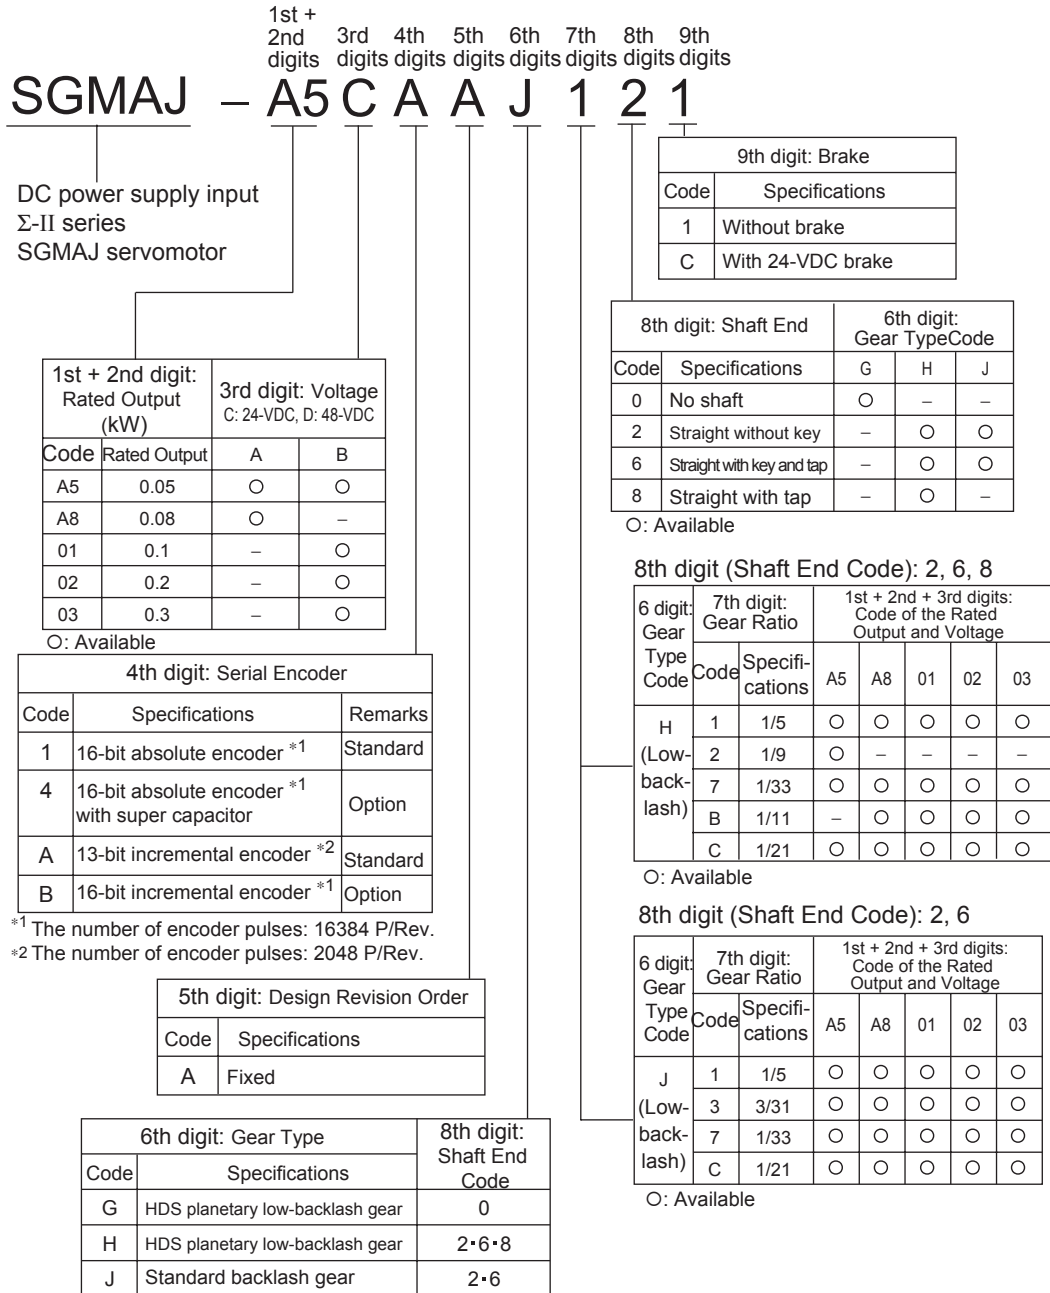 1st +
2nd 3rd 4th 5th 6th 7th 8th 9th
digits digits digits digits digits digits digits digits
SGMAJ – A5 C A A J 1 2 1
DC power supply input
Σ-II series
SGMAJ servomotor
9th digit: Brake
Code Specifications
1 Without brake
C With 24-VDC brake
8th digit: Shaft End 6th digit:
Gear TypeCode
Code Specifications G H J
0 No shaft O – –
2 Straight without key – O O
6 Straight with key and tap – O O
8 Straight with tap – O –
O: Available
1st + 2nd digit:
Rated Output
(kW)
3rd digit: Voltage
C: 24-VDC, D: 48-VDC
Code Rated Output A B
A5 0.05 O O
A8 0.08 O –
01 0.1 – O
02 0.2 – O
03 0.3 – O
O: Available
4th digit: Serial Encoder
Code Specifications Remarks
1 16-bit absolute encoder *1 Standard
4 16-bit absolute encoder *1
with super capacitor Option
A 13-bit incremental encoder *2 Standard
B 16-bit incremental encoder *1 Option
*1 The number of encoder pulses: 16384 P/Rev.
*2 The number of encoder pulses: 2048 P/Rev.
5th digit: Design Revision Order
Code Specifications
A Fixed
6th digit: Gear Type 8th digit:
Shaft End
Code
Code Specifications
G HDS planetary low-backlash gear 0
H HDS planetary low-backlash gear 2·6·8
J Standard backlash gear 2·6
8th digit (Shaft End Code): 2, 6, 8
6 digit:
Gear
Type
Code
7th digit:
Gear Ratio
1st + 2nd + 3rd digits:
Code of the Rated
Output and Voltage
Code Specifi-
cations A5 A8 01 02 03
H
(Low-
back-
lash)
1 1/5 O O O O O
2 1/9 O – – – –
7 1/33 O O O O O
B 1/11 – O O O O
C 1/21 O O O O O
O: Available
8th digit (Shaft End Code): 2, 6
6 digit:
Gear
Type
Code
7th digit:
Gear Ratio
1st + 2nd + 3rd digits:
Code of the Rated
Output and Voltage
Code Specifi-
cations A5 A8 01 02 03
J
(Low-
back-
lash)
1 1/5 O O O O O
3 3/31 O O O O O
7 1/33 O O O O O
C 1/21 O O O O O
O: Available